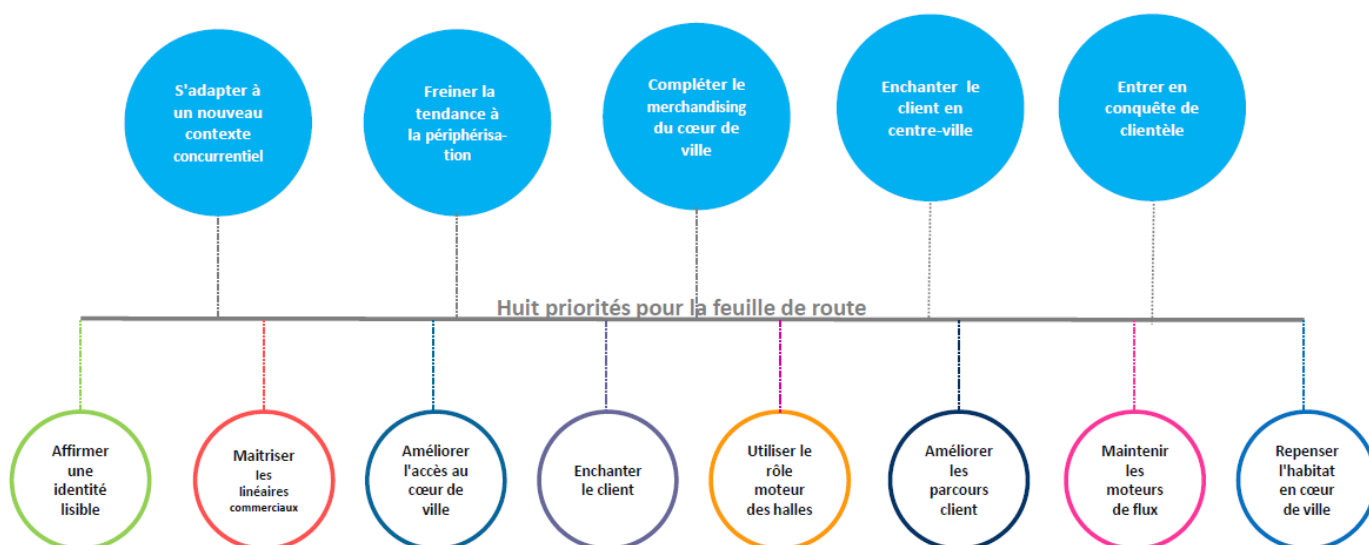 S'adapter à
un nouveau
contexte
concurrentiel
Freiner la
tendance à
la périphérisa-
tion
Compléter le
merchandising
du cœur de
ville
Enchanter le
client en
centre-ville
Entrer en
conquête de
clientèle
Huit priorités pour la feuille de route
Affirmer
une
identité
lisible
Maitriser
les
linéaires
commerciaux
Améliorer
l'accès au
cœur de
ville
Enchanter
le client
Utiliser le
rôle
moteur
des halles
Améliorer
les
parcours
client
Maintenir
les
moteurs
de flux
Repenser
l'habitat
en cœur
de ville